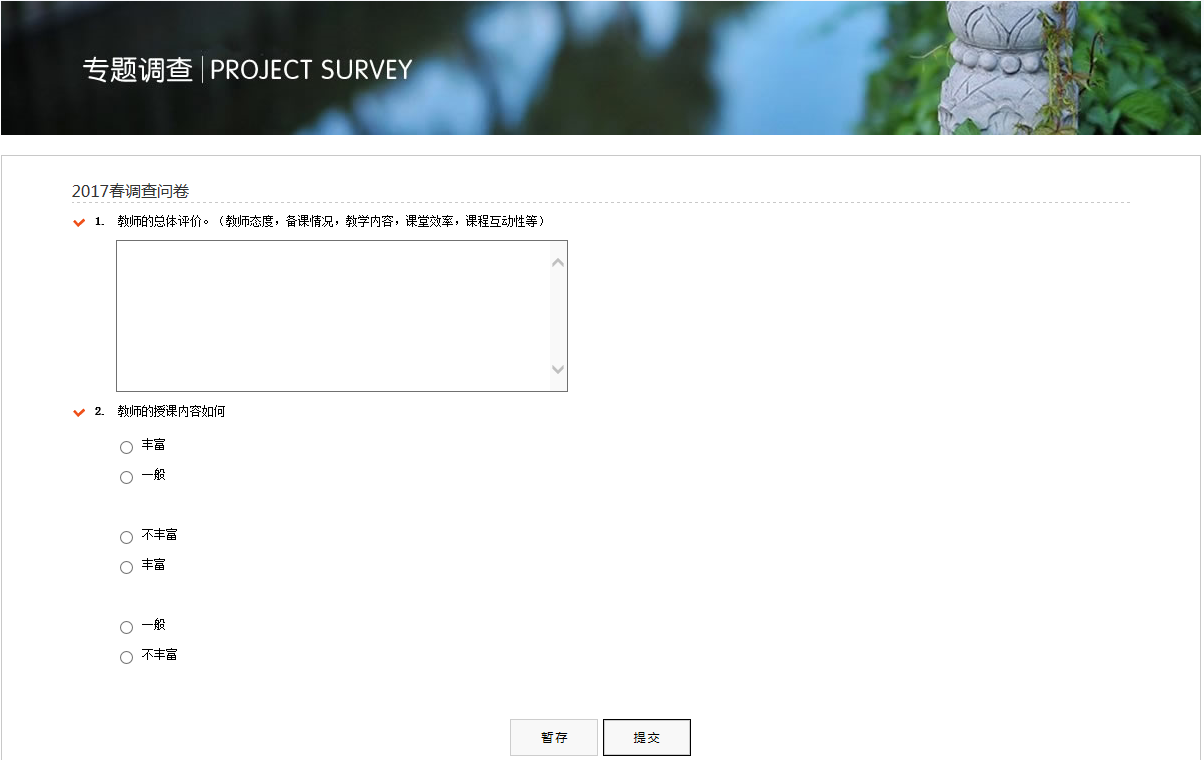 专题调查 | PROJECT SURVEY
2017春调查问卷
1. 教师的总体评价。（教师态度，备课情况，教学内容，课堂效率，课程互动性等）
2. 教师的授课内容如何
丰富
一般
不丰富
丰富
一般
不丰富
暂存 提交